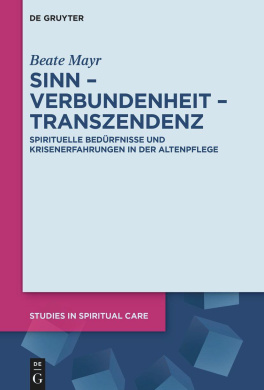 DE GRUYTER
Beate Mayr
SINN –
VERBUNDENHEIT –
TRANSZENDENZ
SPIRITUELLE BEDÜRFNISSE UND
KRISENERFAHRUNGEN IN DER ALTENPFLEGE
STUDIES IN SPIRITUAL CARE
DE
G